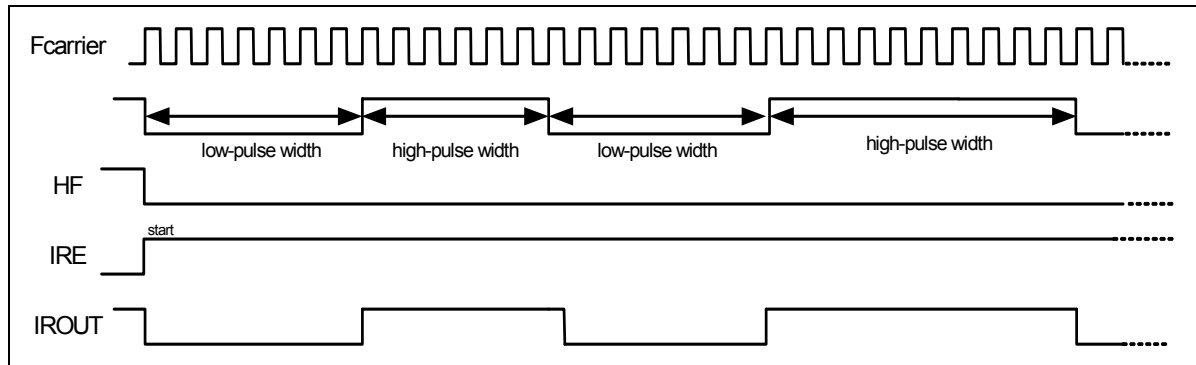 Fcarrier
low-pulse width high-pulse width low-pulse width high-pulse width
HF
start
IRE
IROUT